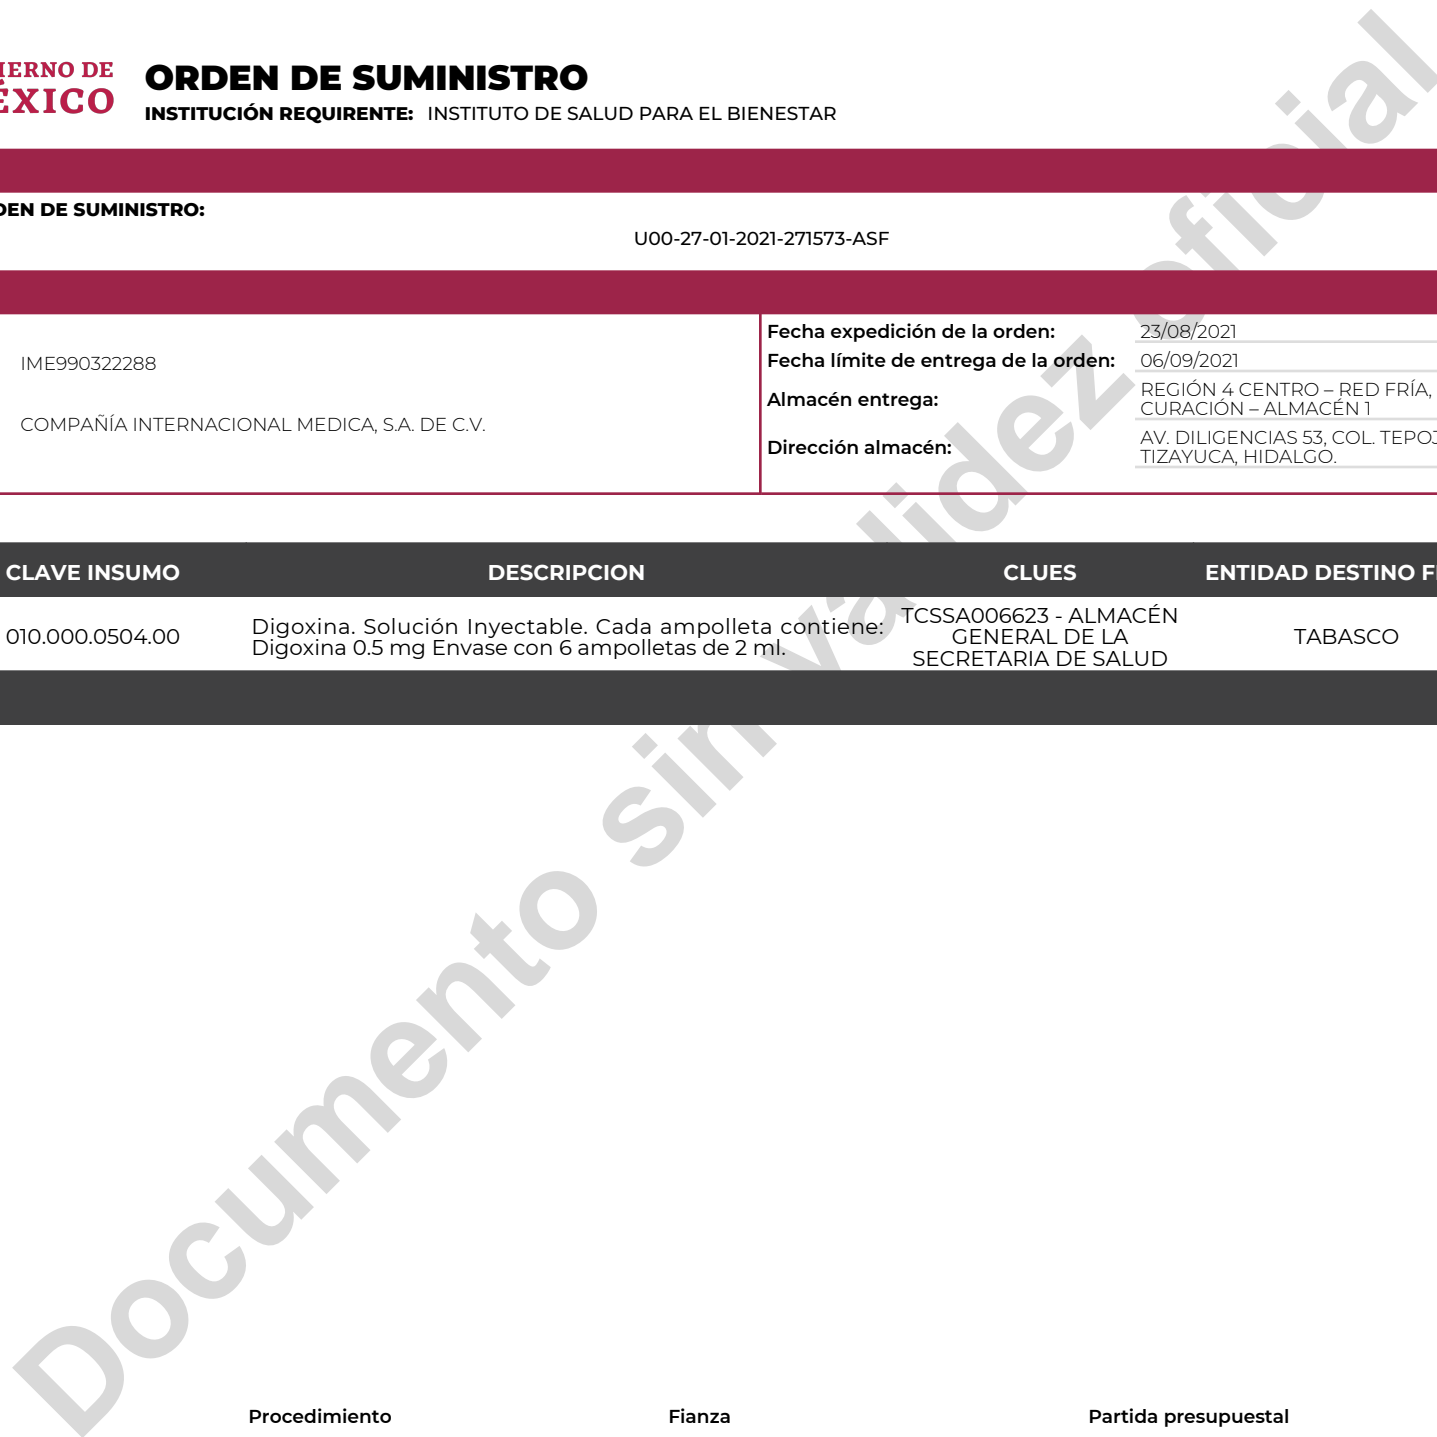 IERNO DE
ÉXICO
ORDEN DE SUMINISTRO
INSTITUCIÓN REQUIRENTE: INSTITUTO DE SALUD PARA EL BIENESTAR
DEN DE SUMINISTRO:
U00-27-01-2021-271573-ASF
IME990322288
COMPAÑÍA INTERNACIONAL MEDICA, S.A. DE C.V.
Fecha expedición de la orden: 23/08/2021
Fecha límite de entrega de la orden: 06/09/2021
Almacén entrega: REGIÓN 4 CENTRO – RED FRÍA,
CURACIÓN – ALMACÉN 1
Dirección almacén: AV. DILIGENCIAS 53, COL. TEPOJ
TIZAYUCA, HIDALGO.
CLAVE INSUMO DESCRIPCION CLUES ENTIDAD DESTINO F
010.000.0504.00
Digoxina. Solución Inyectable. Cada ampolleta contiene:
Digoxina 0.5 mg Envase con 6 ampolletas de 2 ml.
TCSSA006623 - ALMACÉN
GENERAL DE LA
SECRETARIA DE SALUD
TABASCO
Documento sin validez oficial
Procedimiento Fianza Partida presupuestal